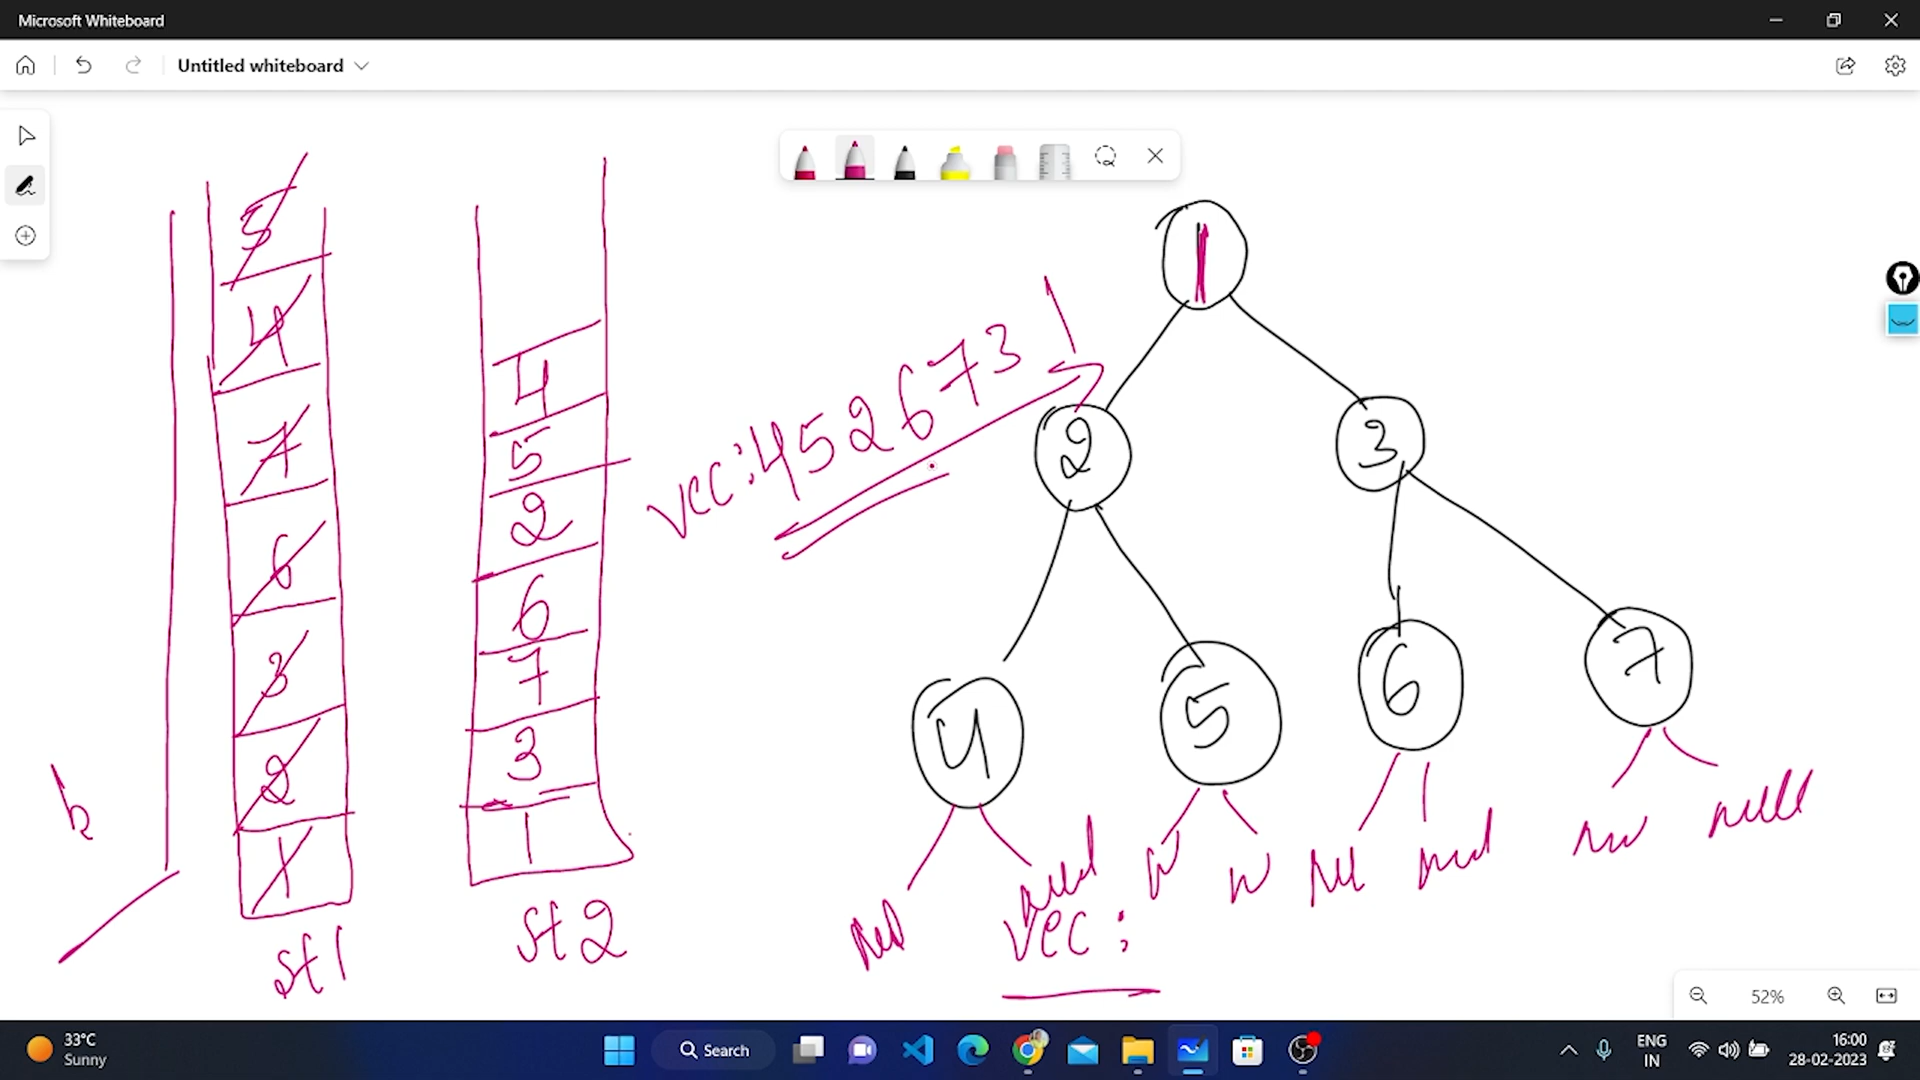 Microsoft Whiteboard
Untitled whiteboard
5
4
7
6
3
2
1
st1
4
5
2
6
7
3
1
st2
vec: 4 5 2 6 7 3 1
1
2
3
4
5
6
7
null
N
N
null
null
vec:
52%
33°C
Sunny
Search
ENG
IN
16:00
28-02-2023